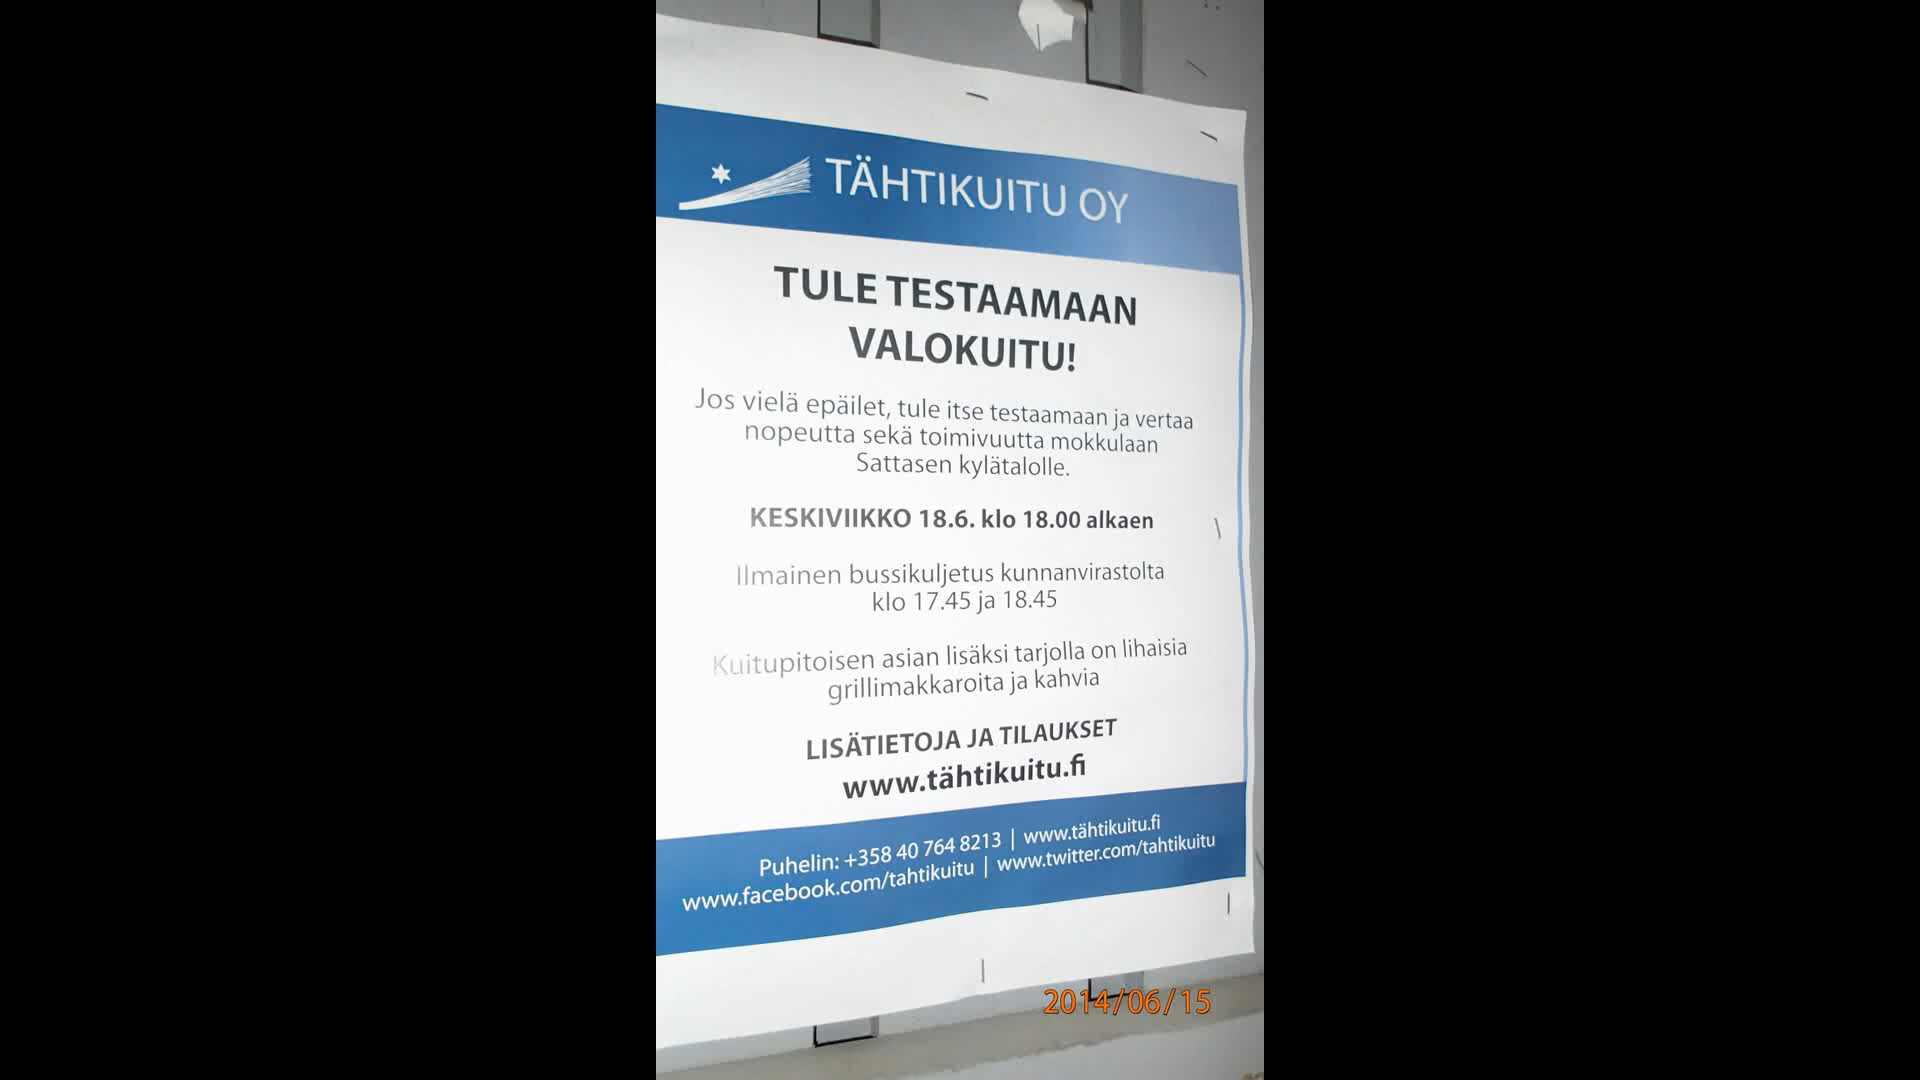 TÄHTIKUITU OY
TULE TESTAAMAAN
VALOKUITU!
Jos vielä epäilet, tule itse testaamaan ja vertaa
nopeutta sekä toimivuutta mokkulaan
Sattasen kylätalolle.
KESKIVIIKKO 18.6. klo 18.00 alkaen
Ilmainen bussikuljetus kunnanvirastolta
klo 17.45 ja 18.45
Kuitupitoisen asian lisäksi tarjolla on lihaisia
grillimakkaroita ja kahvia
LISÄTIETOJA JA TILAUKSET
www.tähtikuitu.fi
Puhelin: +358 40 764 8213 | www.tähtikuitu.fi
www.facebook.com/tahtikuitu | www.twitter.com/tahtikuitu
2014/06/15